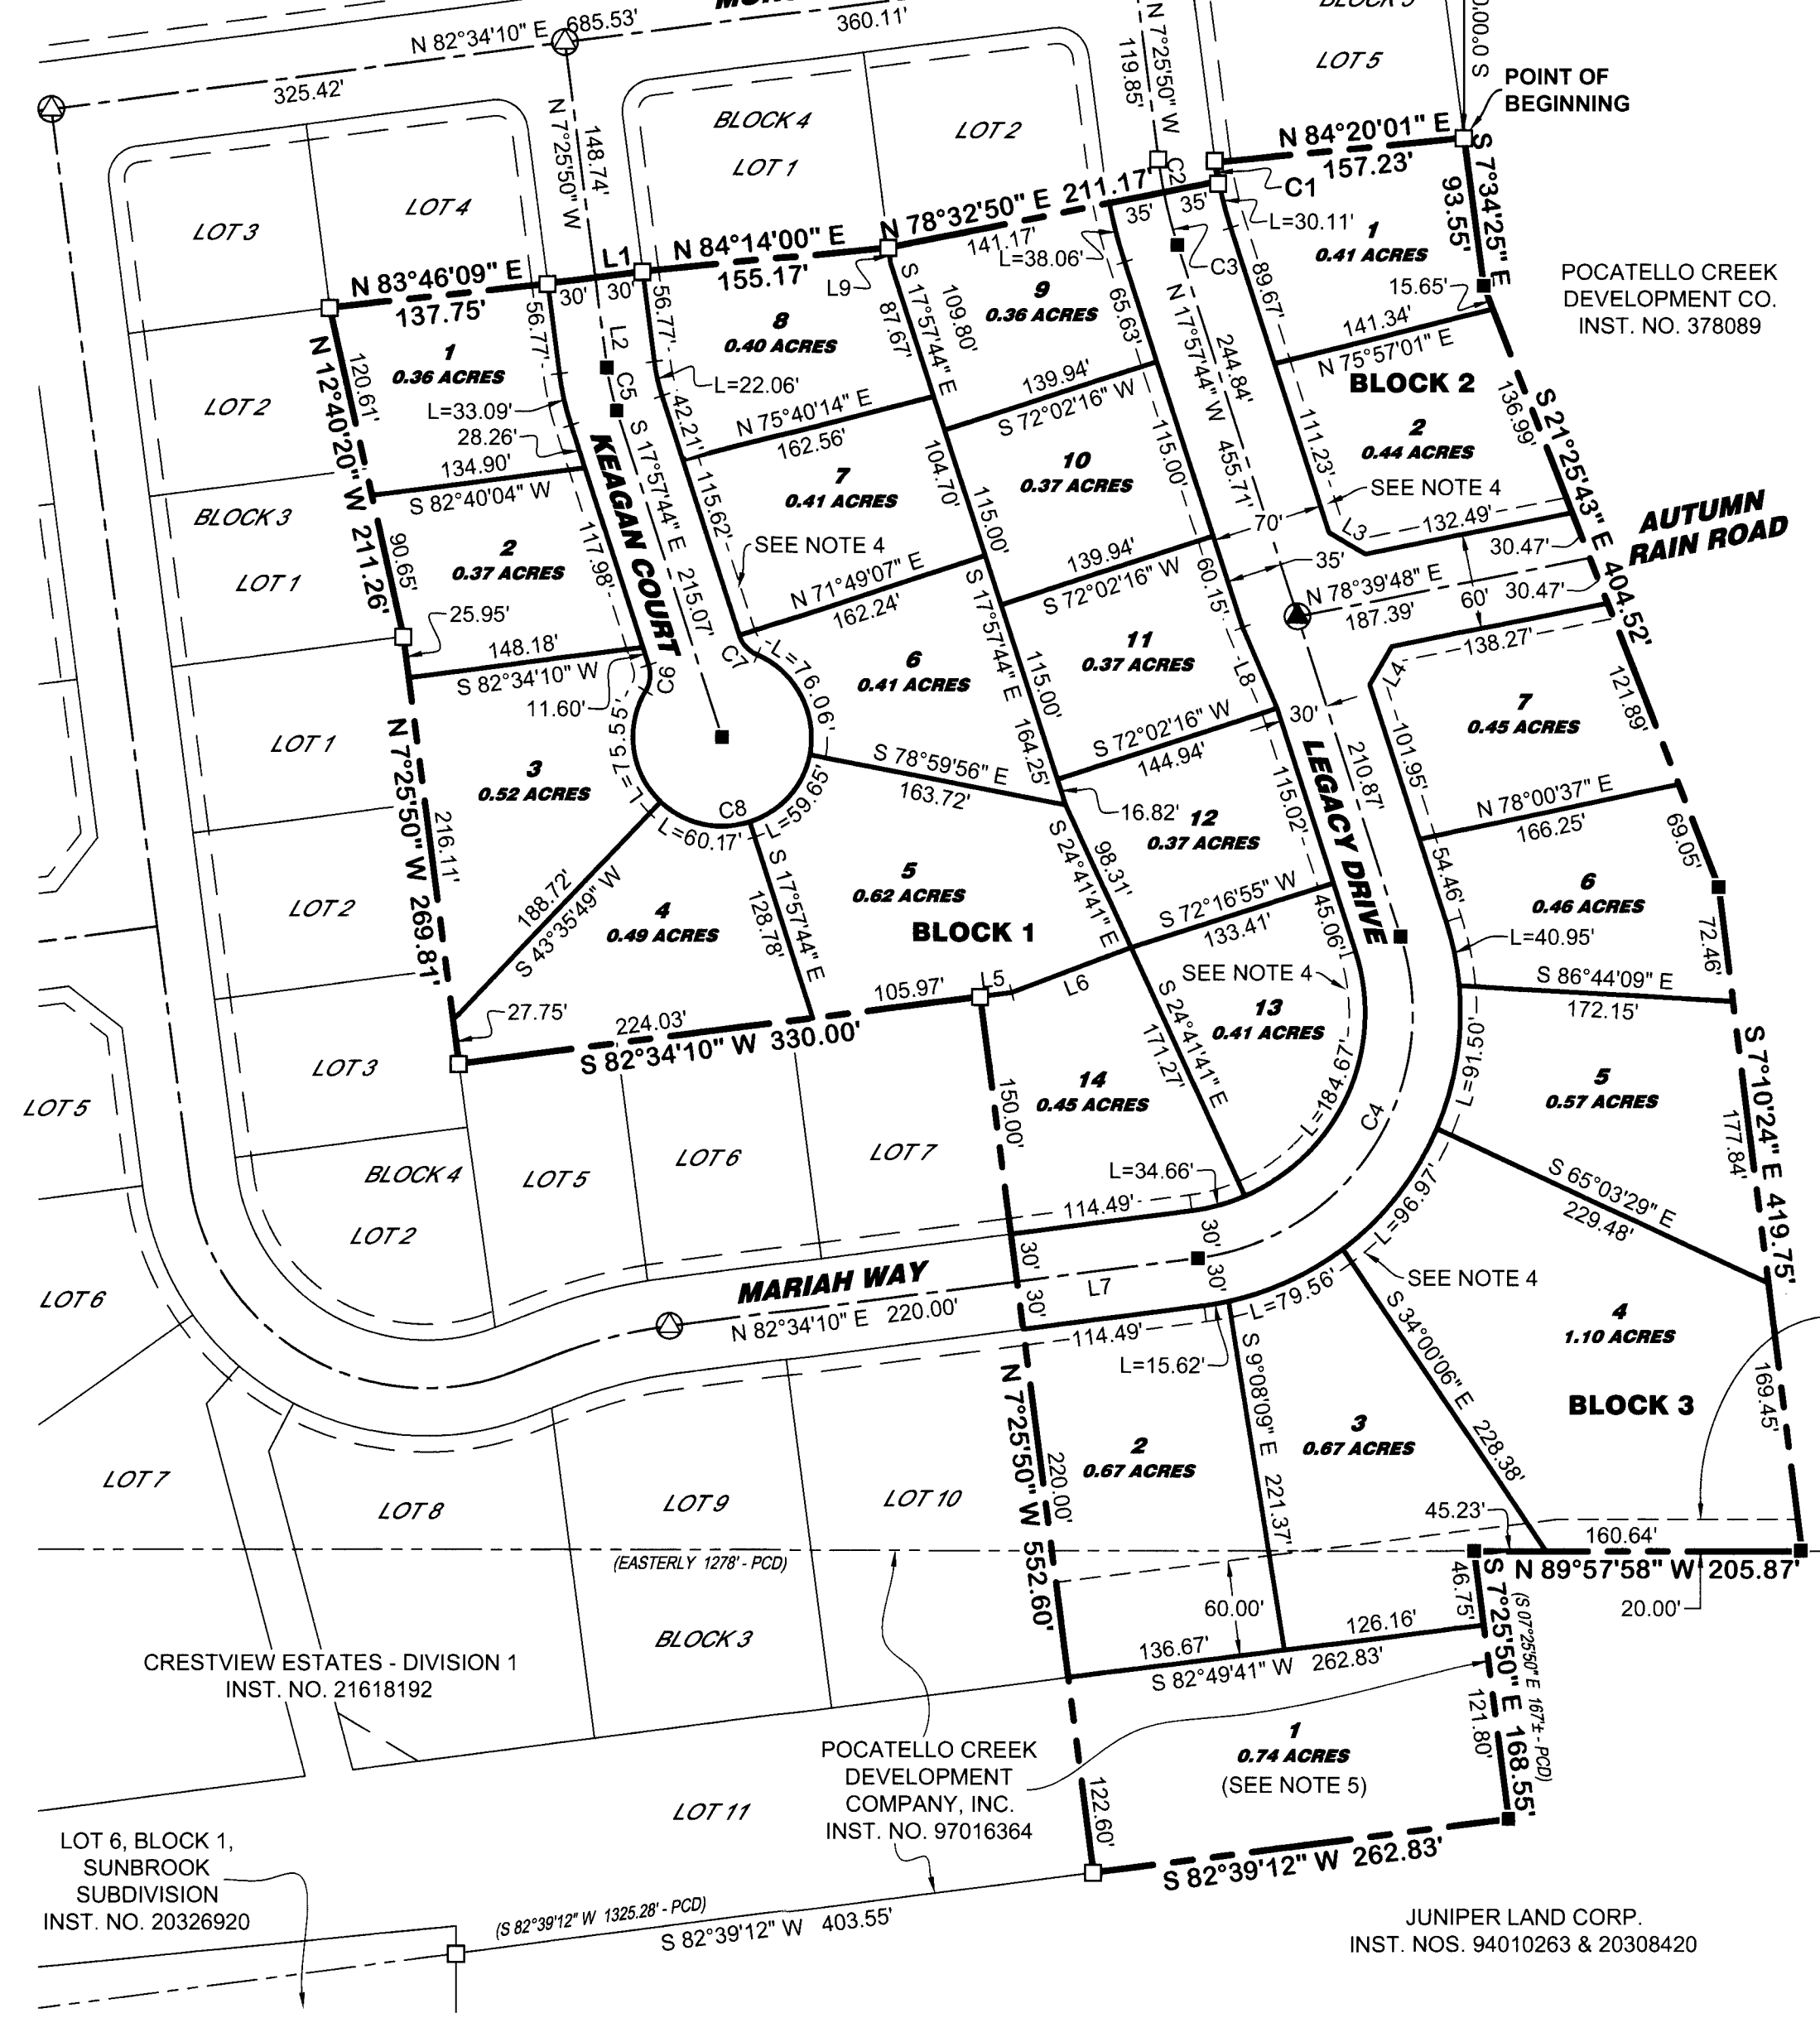 BLOCK 5
LOT 5
S 0°00'0
N 82°34'10" E 685.53'
360.11'
325.42'
N 7°25'50" W
148.74'
N 7°25'50" W
119.85'
BLOCK 4
LOT 1
LOT 2
POINT OF
BEGINNING
N 84°20'01" E
157.23'
S 7°34'25" E
93.55'
C2
C1
35'
35'
L=30.11'
LOT 3
LOT 4
N 78°32'50" E 211.17'
141.17'
L=38.06'
C3
L1
N 84°14'00" E
155.17'
L9
N 83°46'09" E
137.75'
30'
30'
1
0.41 ACRES
15.65'
POCATELLO CREEK
DEVELOPMENT CO.
INST. NO. 378089
56.77'
56.77'
L2
8
0.40 ACRES
S 17°57'44" E
87.67'
109.80'
9
0.36 ACRES
65.63'
N 17°57'44" W 455.71'
244.84'
89.67'
141.34'
N 75°57'01" E
N 12°40'20" W 211.26'
120.61'
1
0.36 ACRES
C5
L=33.09'
28.26'
L=22.06'
42.21'
N 75°40'14" E
162.56'
139.94'
S 72°02'16" W
BLOCK 2
2
0.44 ACRES
136.99'
S 21°25'43" E 404.52'
LOT 2
134.90'
S 82°40'04" W
KEAGAN COURT
S 17°57'44" E 215.07'
7
0.41 ACRES
104.70'
115.00'
10
0.37 ACRES
115.00'
111.23'
SEE NOTE 4
BLOCK 3
LOT 1
90.65'
2
0.37 ACRES
117.98'
115.62'
SEE NOTE 4
70'
L3
132.49'
30.47'
AUTUMN
RAIN ROAD
N 71°49'07" E
162.24'
139.94'
S 72°02'16" W
60.15'
35'
N 78°39'48" E
187.39'
60'
30.47'
25.95'
148.18'
S 82°34'10" W
C6
C7
L=76.06'
6
0.41 ACRES
S 17°57'44" E 164.25'
115.00'
11
0.37 ACRES
L8
L4
138.27'
121.89'
11.60'
L=75.55'
LOT 1
N 7°25'50" W 269.81'
216.11'
3
0.52 ACRES
S 78°59'56" E
163.72'
S 72°02'16" W
144.94'
30'
LEGACY DRIVE
210.87'
101.95'
7
0.45 ACRES
C8
L=60.17'
L=59.65'
16.82'
12
0.37 ACRES
115.02'
N 78°00'37" E
166.25'
69.05'
LOT 2
188.72'
S 43°35'49" W
4
0.49 ACRES
S 17°57'44" E
128.78'
5
0.62 ACRES
BLOCK 1
S 24°41'41" E
98.31'
S 72°16'55" W
133.41'
45.06'
54.46'
6
0.46 ACRES
L=40.95'
72.46'
27.75'
224.03'
S 82°34'10" W 330.00'
105.97'
L5
L6
SEE NOTE 4
S 86°44'09" E
172.15'
LOT 3
LOT 5
S 24°41'41" E
171.27'
13
0.41 ACRES
L=184.67'
14
0.45 ACRES
150.00'
C4
L=91.50'
5
0.57 ACRES
S 7°10'24" E 419.75'
177.84'
BLOCK 4
LOT 2
LOT 5
LOT 6
LOT 7
L=34.66'
114.49'
L=96.97'
S 65°03'29" E
229.48'
LOT 6
30'
30'
30'
30'
MARIAH WAY
N 82°34'10" E 220.00'
L7
114.49'
L=79.56'
SEE NOTE 4
4
1.10 ACRES
L=15.62'
S 34°00'06" E 228.38'
169.45'
BLOCK 3
N 7°25'50" W 552.60'
220.00'
2
0.67 ACRES
S 9°08'09" E 221.37'
3
0.67 ACRES
LOT 7
LOT 8
LOT 9
LOT 10
45.23'
160.64'
N 89°57'58" W 205.87'
(EASTERLY 1278' - PCD)
60.00'
46.75'
20.00'
S 7°25'50" E 168.55'
(S 07°25'50" E 167'± - PCD)
BLOCK 3
136.67'
126.16'
S 82°49'41" W 262.83'
CRESTVIEW ESTATES - DIVISION 1
INST. NO. 21618192
121.80'
1
0.74 ACRES
(SEE NOTE 5)
POCATELLO CREEK
DEVELOPMENT
COMPANY, INC.
INST. NO. 97016364
LOT 11
122.60'
S 82°39'12" W 262.83'
LOT 6, BLOCK 1,
SUNBROOK
SUBDIVISION
INST. NO. 20326920
(S 82°39'12" W 1325.28' - PCD)
S 82°39'12" W 403.55'
JUNIPER LAND CORP.
INST. NOS. 94010263 & 20308420